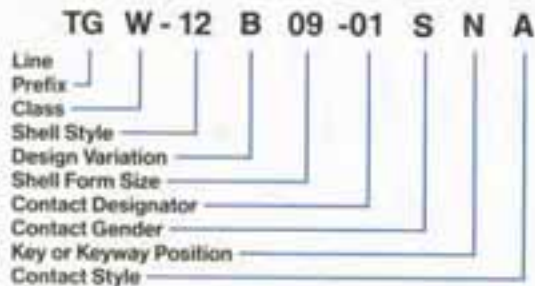 TG W - 12 B 09 -01 S N A
Line
Prefix
Class
Shell Style
Design Variation
Shell Form Size
Contact Designator
Contact Gender
Key or Keyway Position
Contact Style